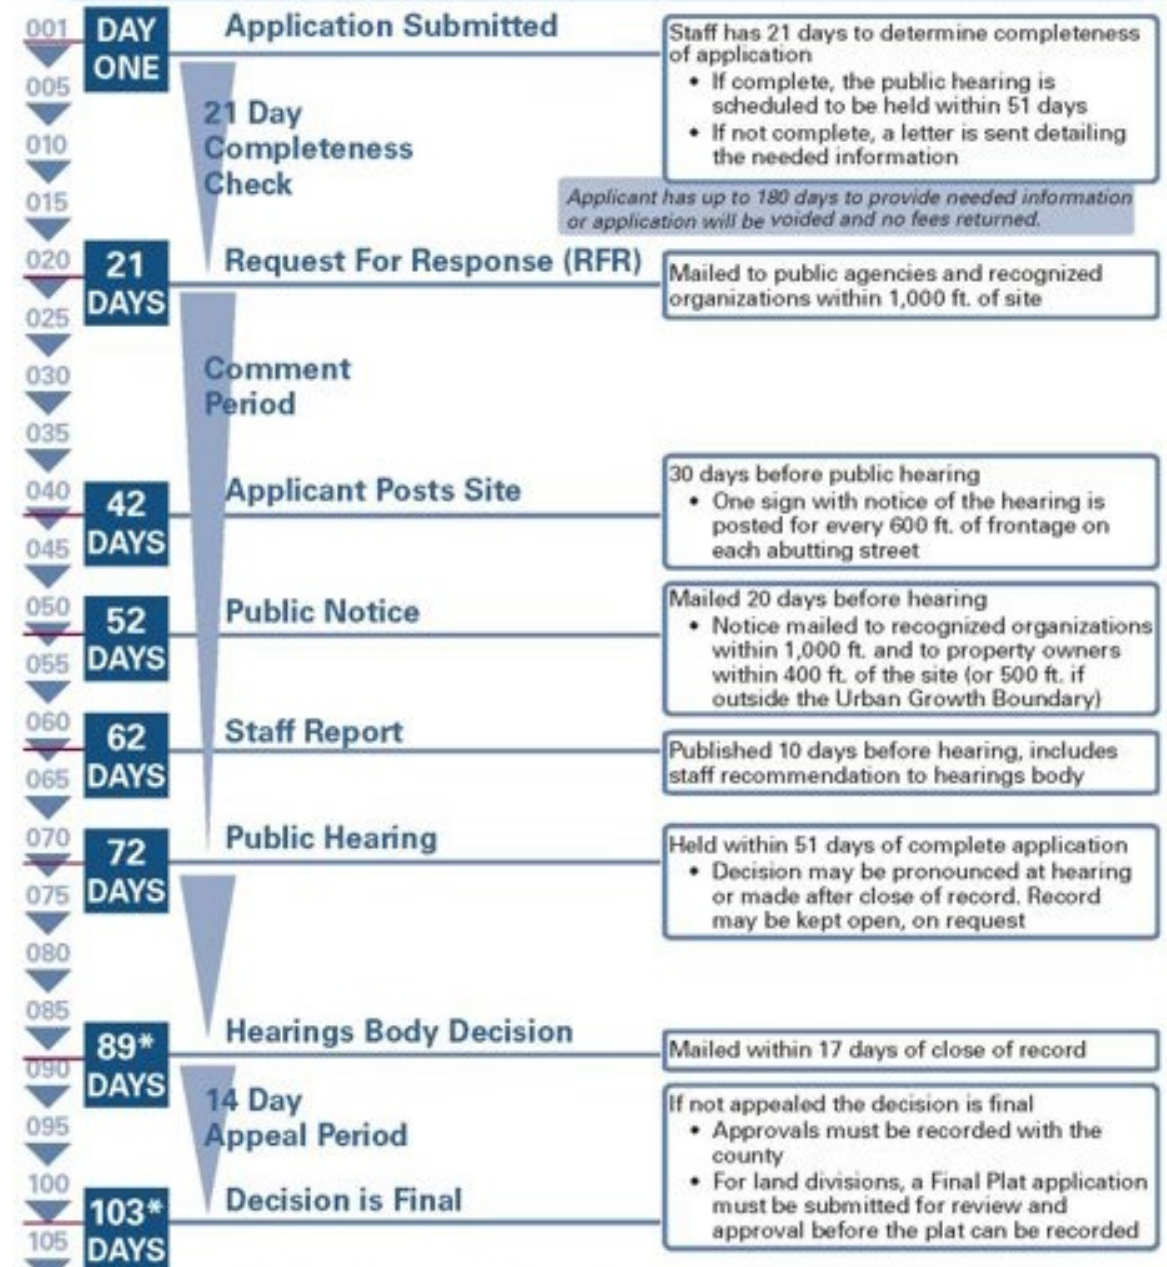 001
DAY
ONE
Application Submitted
Staff has 21 days to determine completeness
of application
• If complete, the public hearing is
scheduled to be held within 51 days
• If not complete, a letter is sent detailing
the needed information
005
21 Day
Completeness
Check
010
015
Applicant has up to 180 days to provide needed information
or application will be voided and no fees returned.
020
21
DAYS
Request For Response (RFR)
Mailed to public agencies and recognized
organizations within 1,000 ft. of site
025
030
Comment
Period
035
040
42
DAYS
Applicant Posts Site
30 days before public hearing
• One sign with notice of the hearing is
posted for every 600 ft. of frontage on
each abutting street
045
050
52
DAYS
Public Notice
Mailed 20 days before hearing
• Notice mailed to recognized organizations
within 1,000 ft. and to property owners
within 400 ft. of the site (or 500 ft. if
outside the Urban Growth Boundary)
055
060
62
DAYS
Staff Report
Published 10 days before hearing, includes
staff recommendation to hearings body
065
070
72
DAYS
Public Hearing
Held within 51 days of complete application
• Decision may be pronounced at hearing
or made after close of record. Record
may be kept open, on request
075
080
085
89*
DAYS
Hearings Body Decision
Mailed within 17 days of close of record
090
14 Day
Appeal Period
If not appealed the decision is final
• Approvals must be recorded with the
county
• For land divisions, a Final Plat application
must be submitted for review and
approval before the plat can be recorded
095
100
103*
DAYS
Decision is Final
105